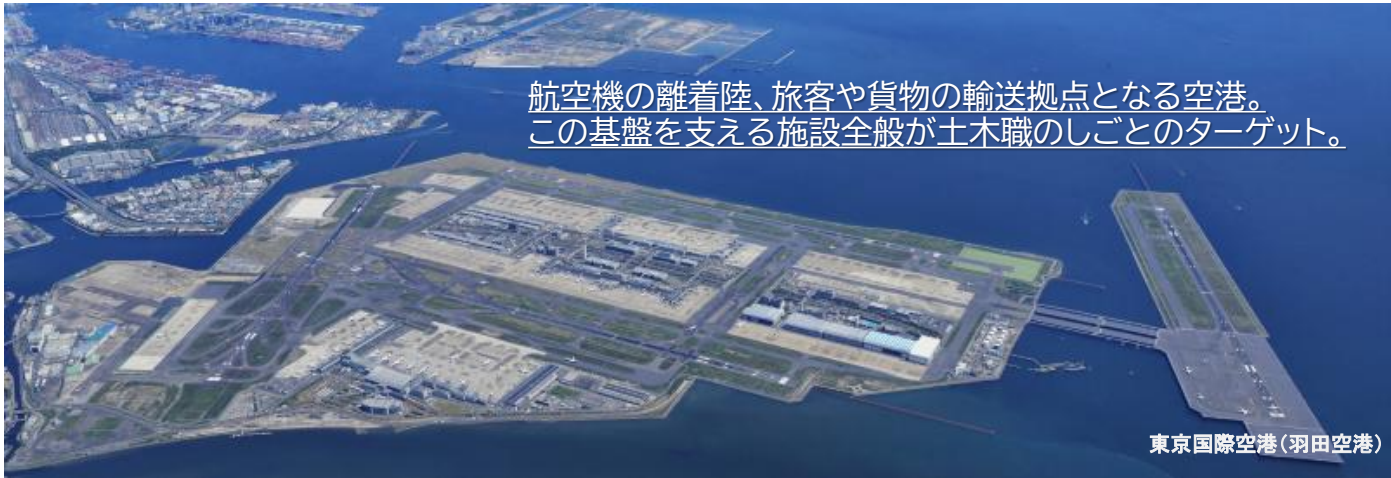 航空機の離着陸、旅客や貨物の輸送拠点となる空港。
この基盤を支える施設全般が土木職のしごとのターゲット。
東京国際空港（羽田空港）